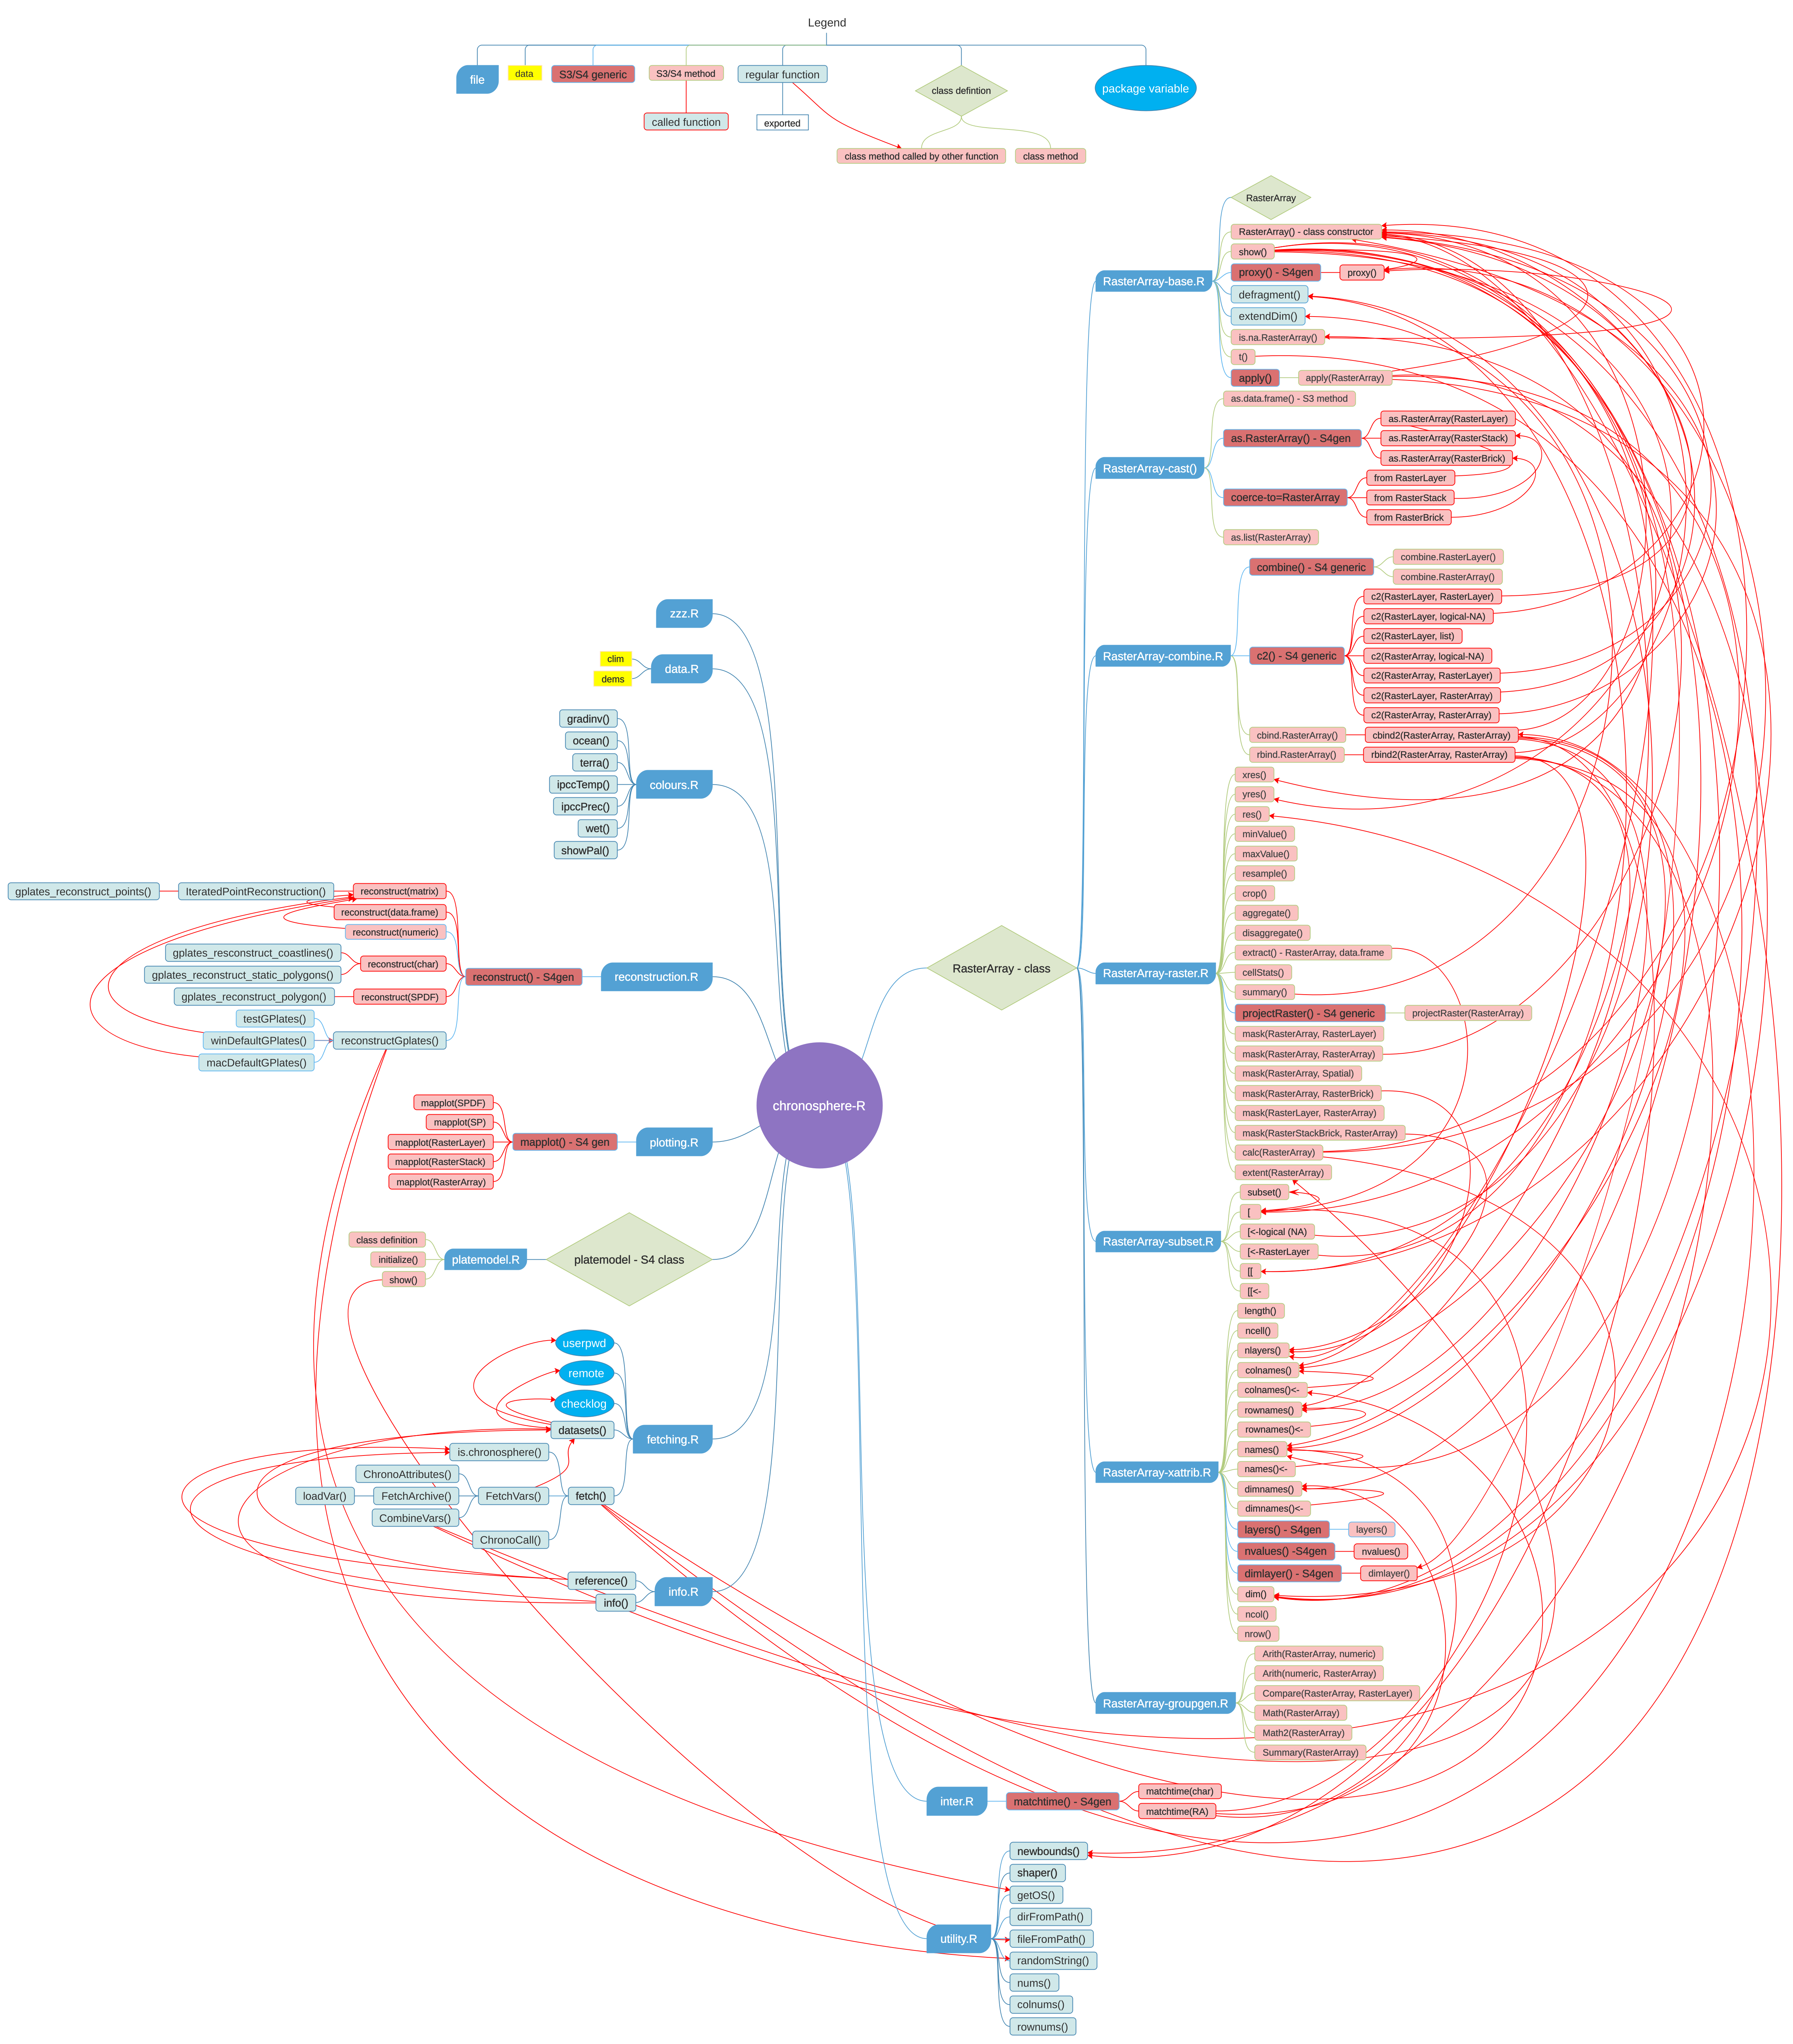 Legend
file
data
S3/S4 generic
S3/S4 method
regular function
class defintion
package variable
called function
exported
class method called by other function
class method
RasterArray
RasterArray() - class constructor
show()
RasterArray-base.R
proxy() - S4gen
proxy()
defragment()
extendDim()
is.na.RasterArray()
t()
apply()
apply(RasterArray)
as.data.frame() - S3 method
RasterArray-cast()
as.RasterArray() - S4gen
as.RasterArray(RasterLayer)
as.RasterArray(RasterStack)
as.RasterArray(RasterBrick)
coerce-to=RasterArray
from RasterLayer
from RasterStack
from RasterBrick
as.list(RasterArray)
RasterArray-combine.R
combine() - S4 generic
combine.RasterLayer()
combine.RasterArray()
c2() - S4 generic
c2(RasterLayer, RasterLayer)
c2(RasterLayer, logical-NA)
c2(RasterLayer, list)
c2(RasterArray, logical-NA)
c2(RasterArray, RasterLayer)
c2(RasterLayer, RasterArray)
c2(RasterArray, RasterArray)
cbind.RasterArray()
cbind2(RasterArray, RasterArray)
rbind.RasterArray()
rbind2(RasterArray, RasterArray)
RasterArray - class
RasterArray-raster.R
xres()
yres()
res()
minValue()
maxValue()
resample()
crop()
aggregate()
disaggregate()
extract() - RasterArray, data.frame
cellStats()
summary()
projectRaster() - S4 generic
projectRaster(RasterArray)
mask(RasterArray, RasterLayer)
mask(RasterArray, RasterArray)
mask(RasterArray, Spatial)
mask(RasterArray, RasterBrick)
mask(RasterLayer, RasterArray)
mask(RasterStackBrick, RasterArray)
calc(RasterArray)
extent(RasterArray)
RasterArray-subset.R
subset()
[
[<-logical (NA)
[<-RasterLayer
[[
[[<-
RasterArray-xattrib.R
length()
ncell()
nlayers()
colnames()
colnames()<-
rownames()
rownames()<-
names()
names()<-
dimnames()
dimnames()<-
layers() - S4gen
layers()
nvalues() -S4gen
nvalues()
dimlayer() - S4gen
dimlayer()
dim()
ncol()
nrow()
RasterArray-groupgen.R
Arith(RasterArray, numeric)
Arith(numeric, RasterArray)
Compare(RasterArray, RasterLayer)
Math(RasterArray)
Math2(RasterArray)
Summary(RasterArray)
inter.R
matchtime() - S4gen
matchtime(char)
matchtime(RA)
utility.R
newbounds()
shaper()
getOS()
dirFromPath()
fileFromPath()
randomString()
nums()
colnums()
rownums()
chronosphere-R
zzz.R
data.R
clim
dems
colours.R
gradinv()
ocean()
terra()
ipccTemp()
ipccPrec()
wet()
showPal()
reconstruction.R
reconstruct() - S4gen
gplates_reconstruct_points()
IteratedPointReconstruction()
reconstruct(matrix)
reconstruct(data.frame)
reconstruct(numeric)
gplates_resconstruct_coastlines()
gplates_reconstruct_static_polygons()
reconstruct(char)
gplates_reconstruct_polygon()
reconstruct(SPDF)
testGPlates()
winDefaultGPlates()
macDefaultGPlates()
reconstructGplates()
plotting.R
mapplot() - S4 gen
mapplot(SPDF)
mapplot(SP)
mapplot(RasterLayer)
mapplot(RasterStack)
mapplot(RasterArray)
platemodel - S4 class
platemodel.R
class definition
initialize()
show()
fetching.R
userpwd
remote
checklog
datasets()
is.chronosphere()
ChronoAttributes()
loadVar()
FetchArchive()
FetchVars()
fetch()
CombineVars()
ChronoCall()
info.R
reference()
info()